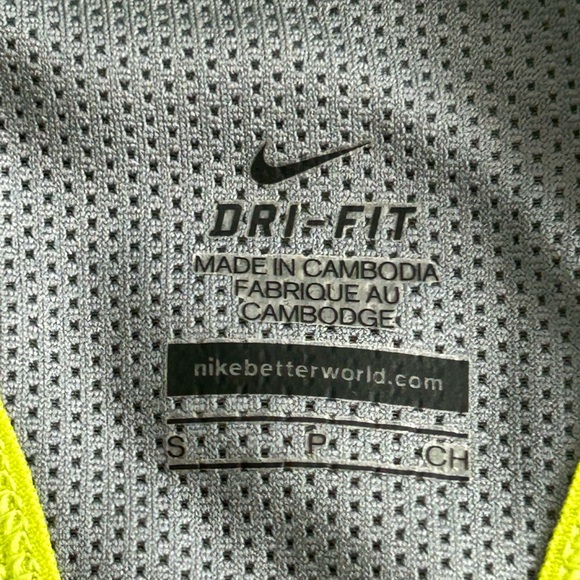 DRI-FIT
MADE IN CAMBODIA
FABRIQUE AU
CAMBODGE
nikebetterworld.com
S P CH